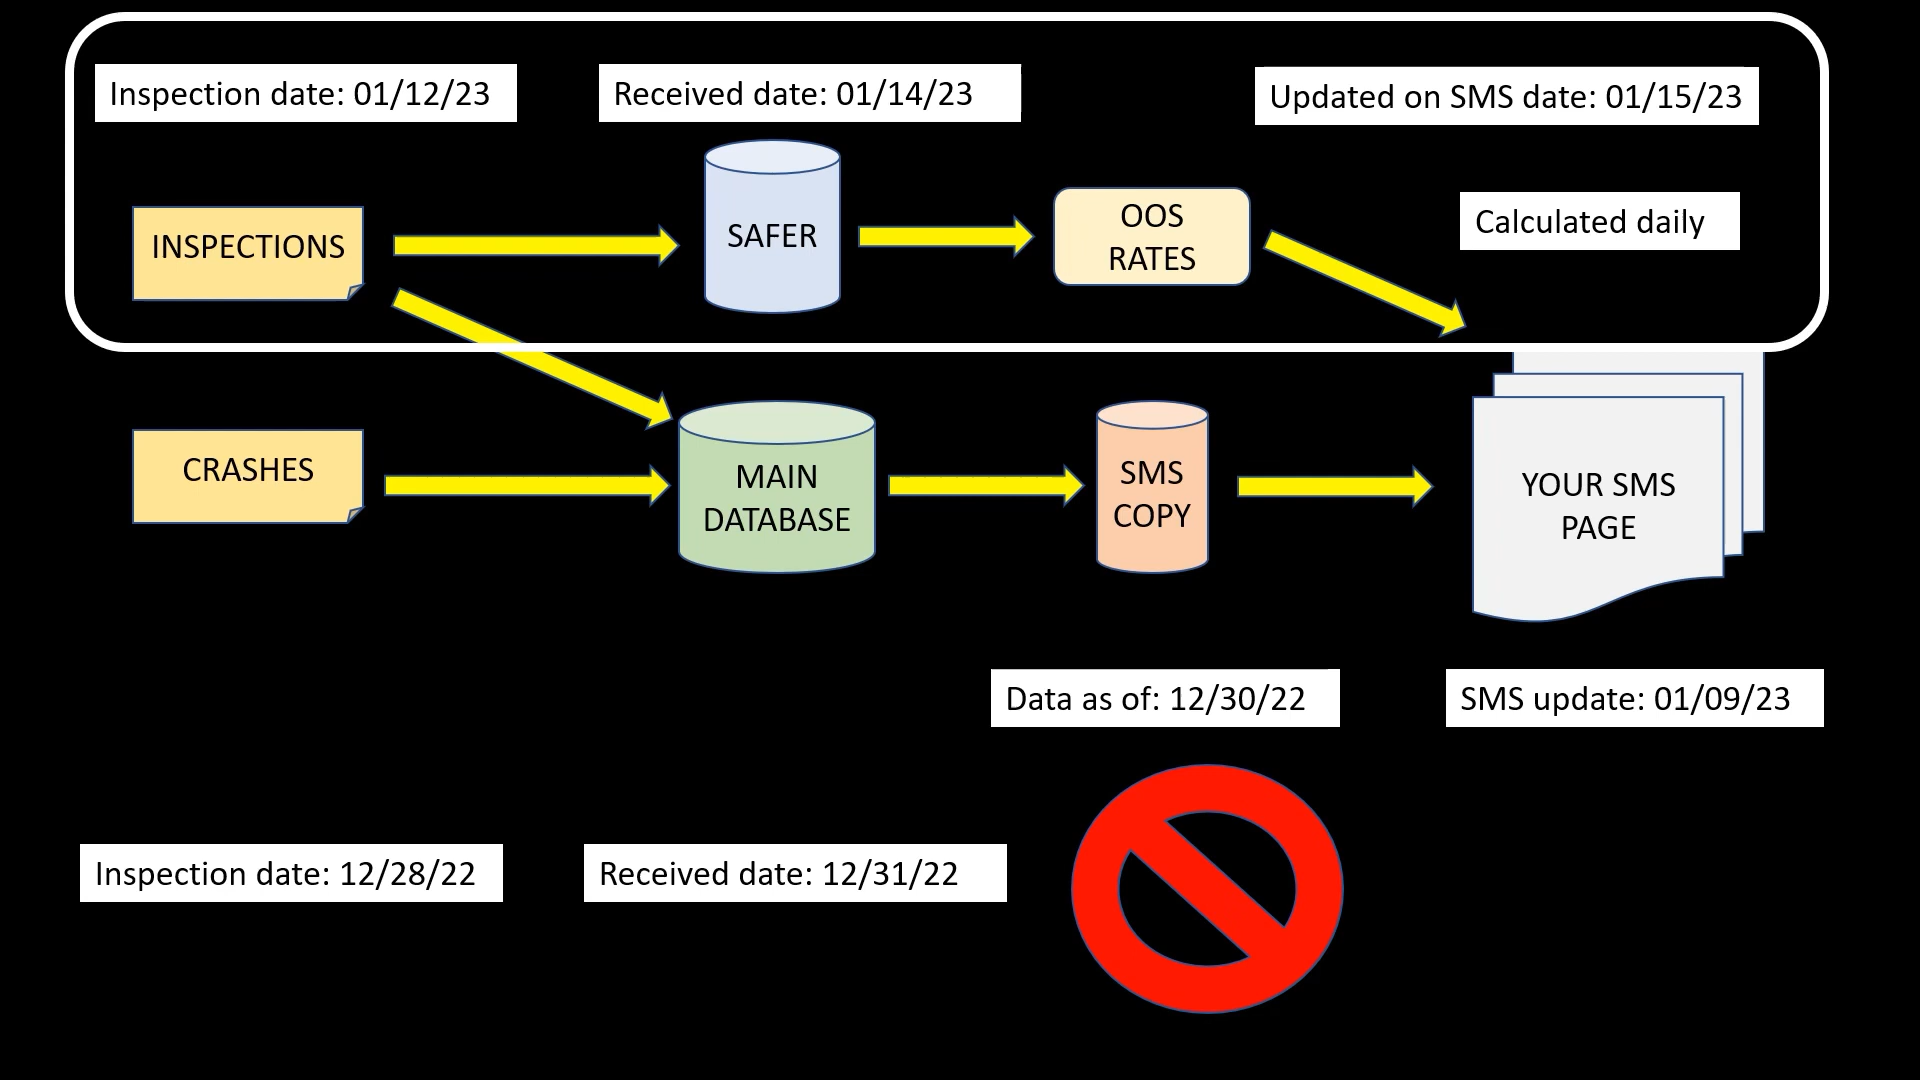 Inspection date: 01/12/23
Received date: 01/14/23
Updated on SMS date: 01/15/23
INSPECTIONS
SAFER
OOS
RATES
Calculated daily
CRASHES
MAIN
DATABASE
SMS
COPY
YOUR SMS
PAGE
Data as of: 12/30/22
SMS update: 01/09/23
Inspection date: 12/28/22
Received date: 12/31/22